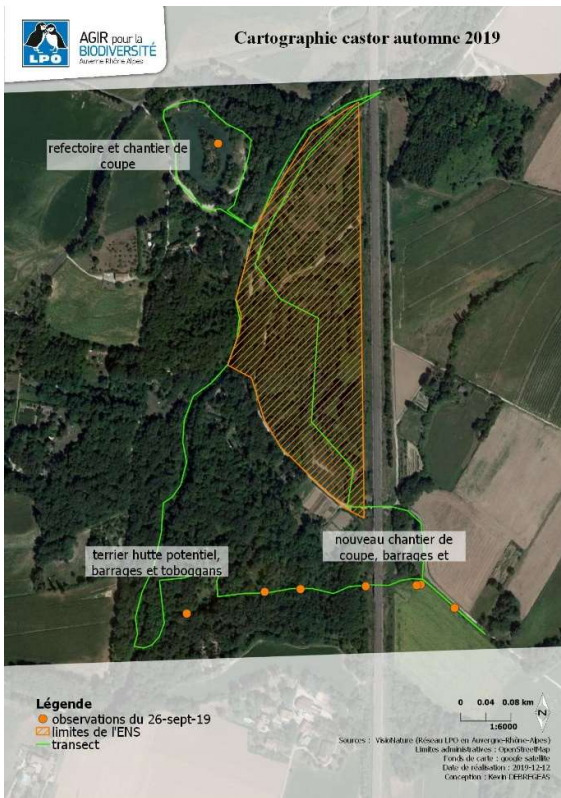 LPO
AGIR pour la
BIODIVERSITÉ
Auvergne Rhône Alpes
Cartographie castor automne 2019
refectoire et chantier de
coupe
terrier hutte potentiel,
barrages et toboggans
nouveau chantier de
coupe, barrages et
Légende
observations du 26-sept-19
limites de l'ENS
transect
0 0.04 0.08 km
N
1:6000
Sources : VisioNature (Réseau LPO en Auvergne-Rhône-Alpes)
Limites administratives : OpenStreetMap
Fonds de carte : google satellite
Date de réalisation : 2019-12-12
Conception : Kevin DEBREGEAS